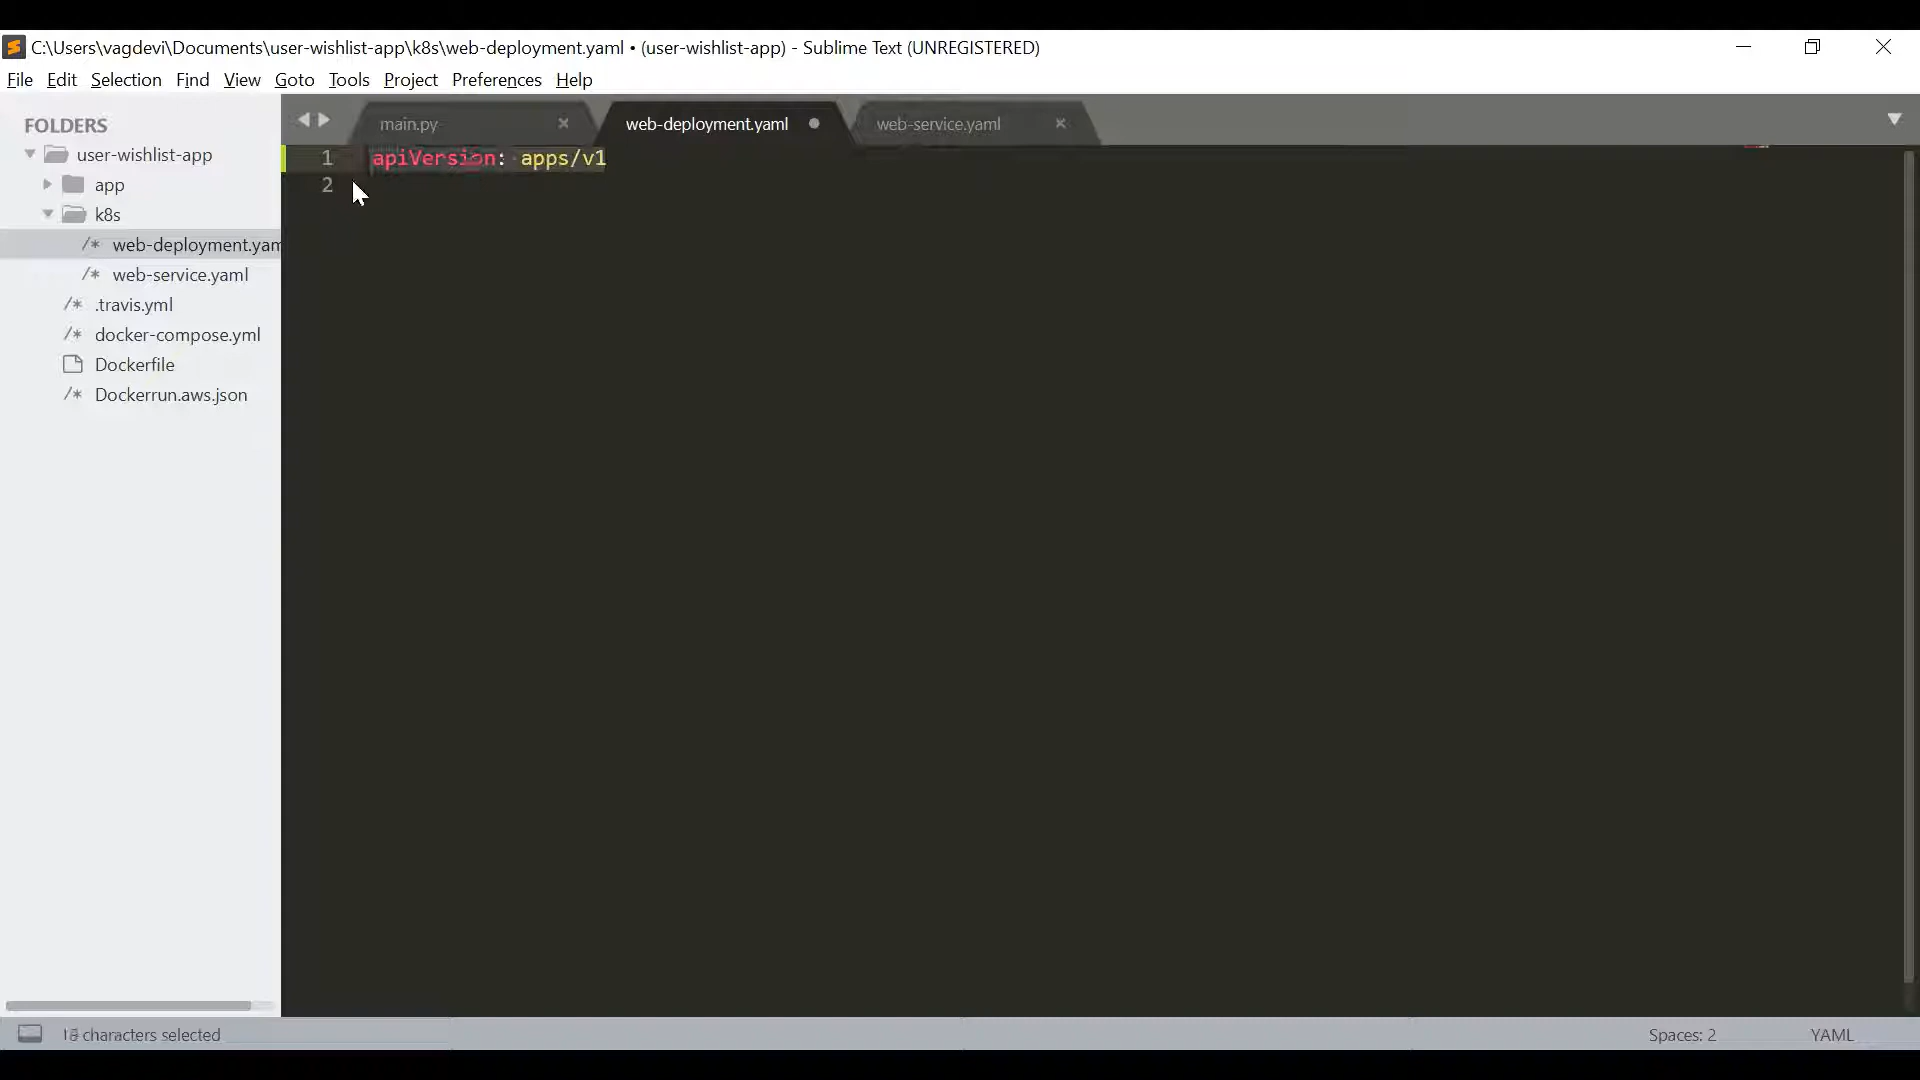 C:\Users\vagdevi\Documents\user-wishlist-app\k8s\web-deployment.yaml • (user-wishlist-app) - Sublime Text (UNREGISTERED)
File Edit Selection Find View Goto Tools Project Preferences Help
FOLDERS
user-wishlist-app
app
k8s
/* web-deployment.yam
/* web-service.yaml
/* .travis.yml
/* docker-compose.yml
Dockerfile
/* Dockerrun.aws.json
main.py web-deployment.yaml web-service.yaml
1 apiVersion: apps/v1
2
characters selected
Spaces: 2 YAML